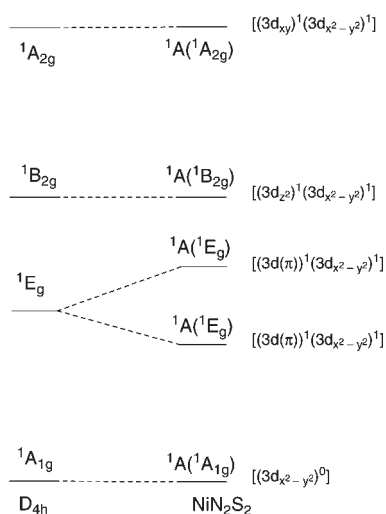 ¹A₂g ¹A(¹A₂g) [(3dxy)¹(3dx² − y²)¹]
¹B₂g ¹A(¹B₂g) [(3dz²)¹(3dx² − y²)¹]
¹A(¹Eg) [(3d(π))¹(3dx² − y²)¹]
¹Eg
¹A(¹Eg) [(3d(π))¹(3dx² − y²)¹]
¹A₁g ¹A(¹A₁g) [(3dx² − y²)⁰]
D₄h NiN₂S₂